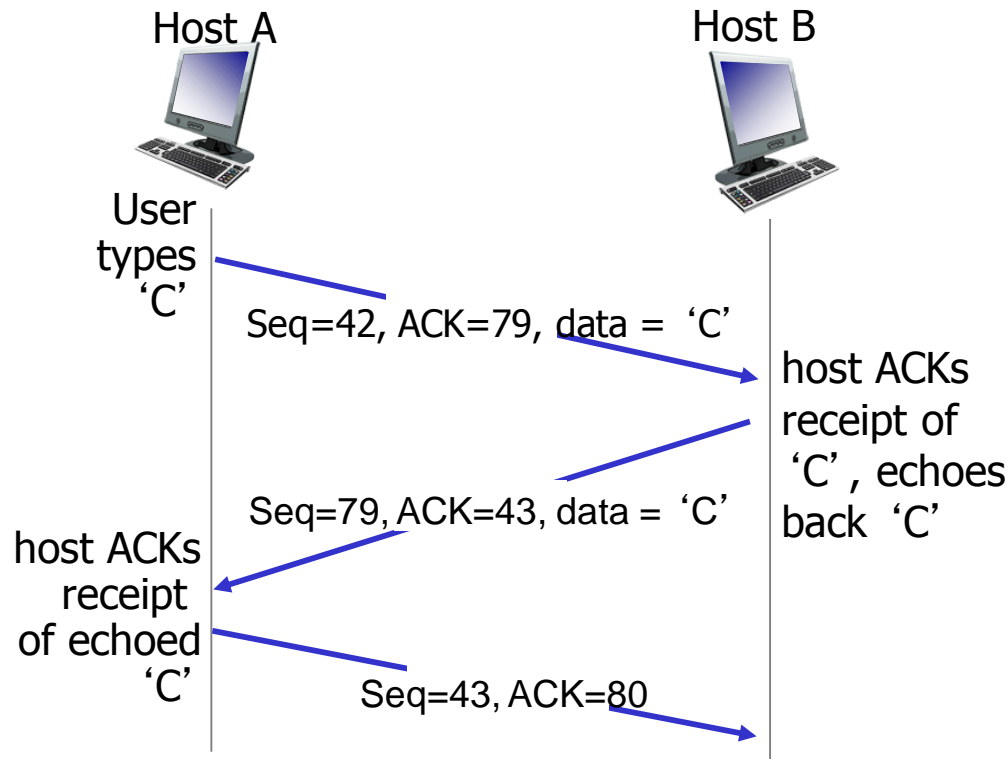 Host A
Host B
User
types
‘C’
Seq=42, ACK=79, data = ‘C’
host ACKs
receipt of
‘C’, echoes
back ‘C’
Seq=79, ACK=43, data = ‘C’
host ACKs
receipt
of echoed
‘C’
Seq=43, ACK=80